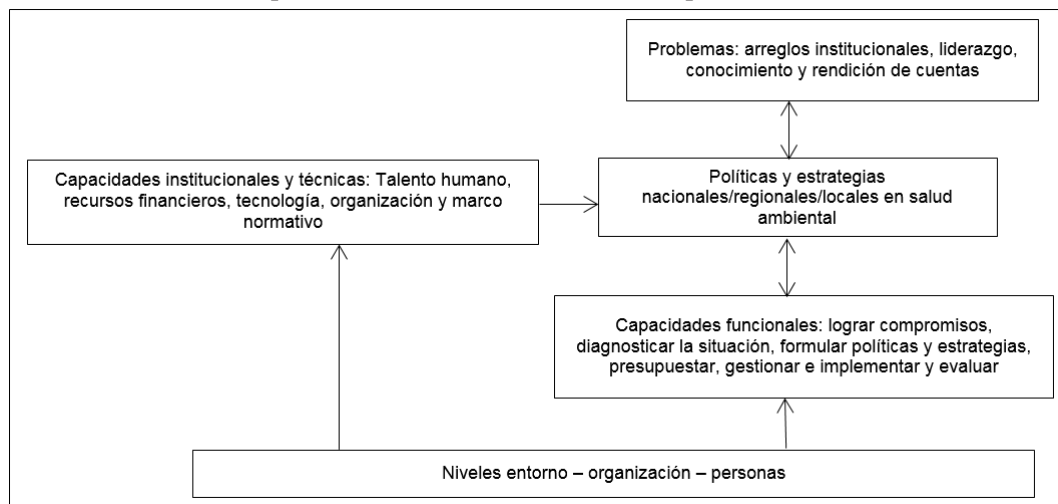 Problemas: arreglos institucionales, liderazgo,
conocimiento y rendición de cuentas
Capacidades institucionales y técnicas: Talento humano,
recursos financieros, tecnología, organización y marco
normativo
Políticas y estrategias
nacionales/regionales/locales en salud
ambiental
Capacidades funcionales: lograr compromisos,
diagnosticar la situación, formular políticas y estrategias,
presupuestar, gestionar e implementar y evaluar
Niveles entorno – organización – personas